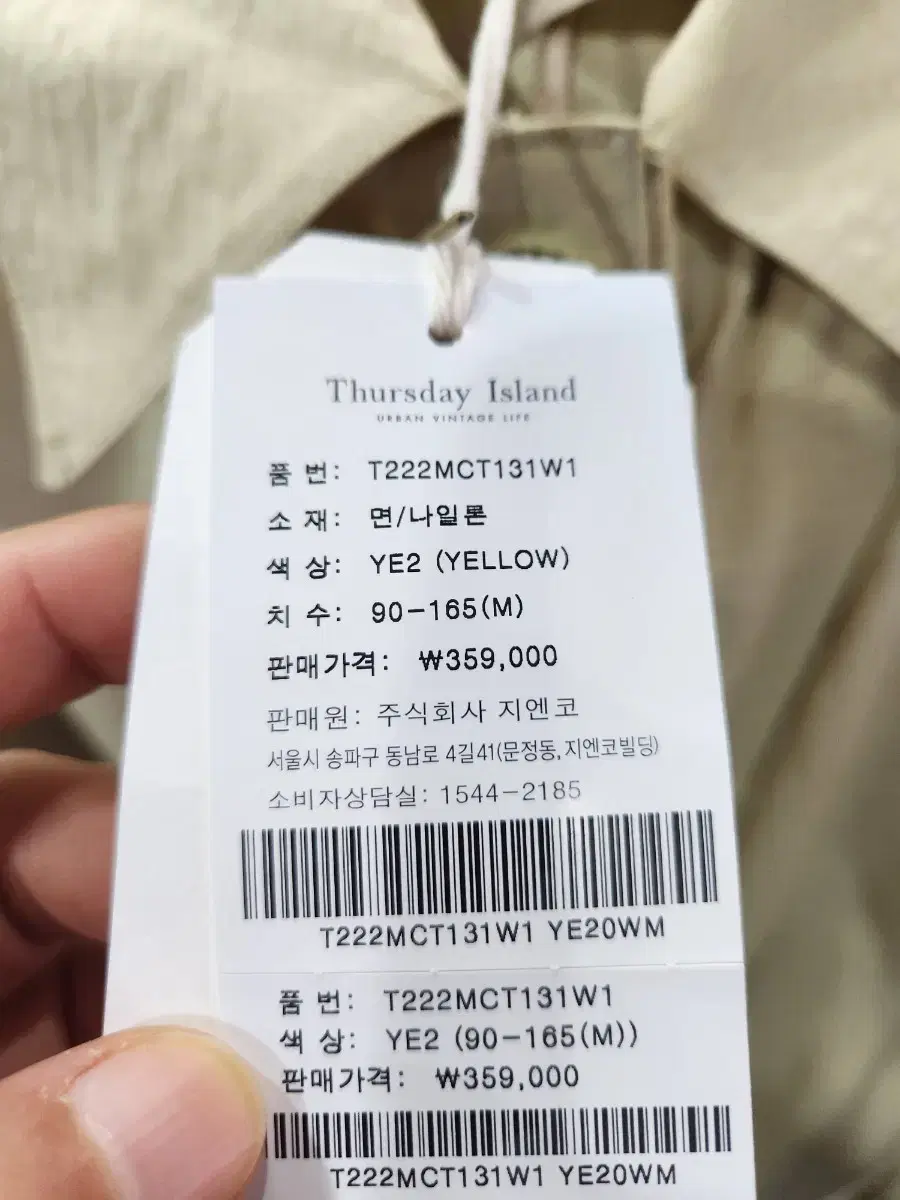 Thursday Island
URBAN VINTAGE LIFE
품 번: T222MCT131W1
소 재: 면/나일론
색 상: YE2 (YELLOW)
치 수: 90-165(M)
판매가격: ₩359,000
판매원: 주식회사 지엔코
서울시 송파구 동남로 4길41(문정동,지엔코빌딩)
소비자상담실: 1544-2185
T222MCT131W1 YE20WM
품 번: T222MCT131W1
색 상: YE2 (90-165(M))
판매가격: ₩359,000
T222MCT131W1 YE20WM